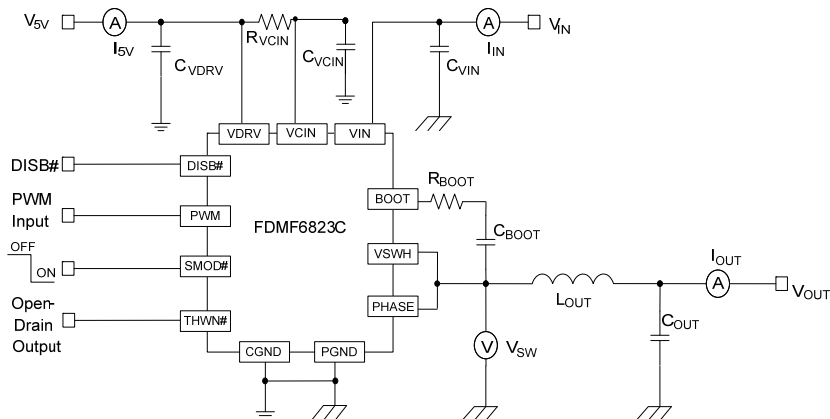 V5V
A
I5V
RVCIN
CVDRV
CVCIN
CVIN
A
IIN
VIN
VDRV
VCIN
VIN
DISB#
DISB#
PWM
Input
PWM
OFF
ON
SMOD#
Open-
Drain
Output
THWN#
FDMF6823C
BOOT
RBOOT
CBOOT
VSWH
PHASE
CGND
PGND
V
VSW
LOUT
COUT
IOUT
A
VOUT